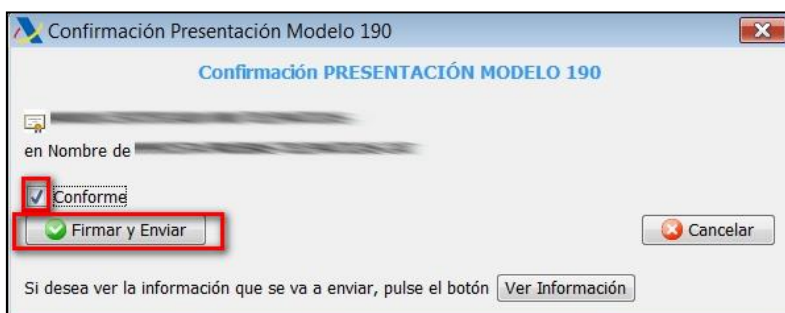 Confirmación Presentación Modelo 190
Confirmación PRESENTACIÓN MODELO 190
en Nombre de
Conforme
Firmar y Enviar Cancelar
Si desea ver la información que se va a enviar, pulse el botón Ver Información